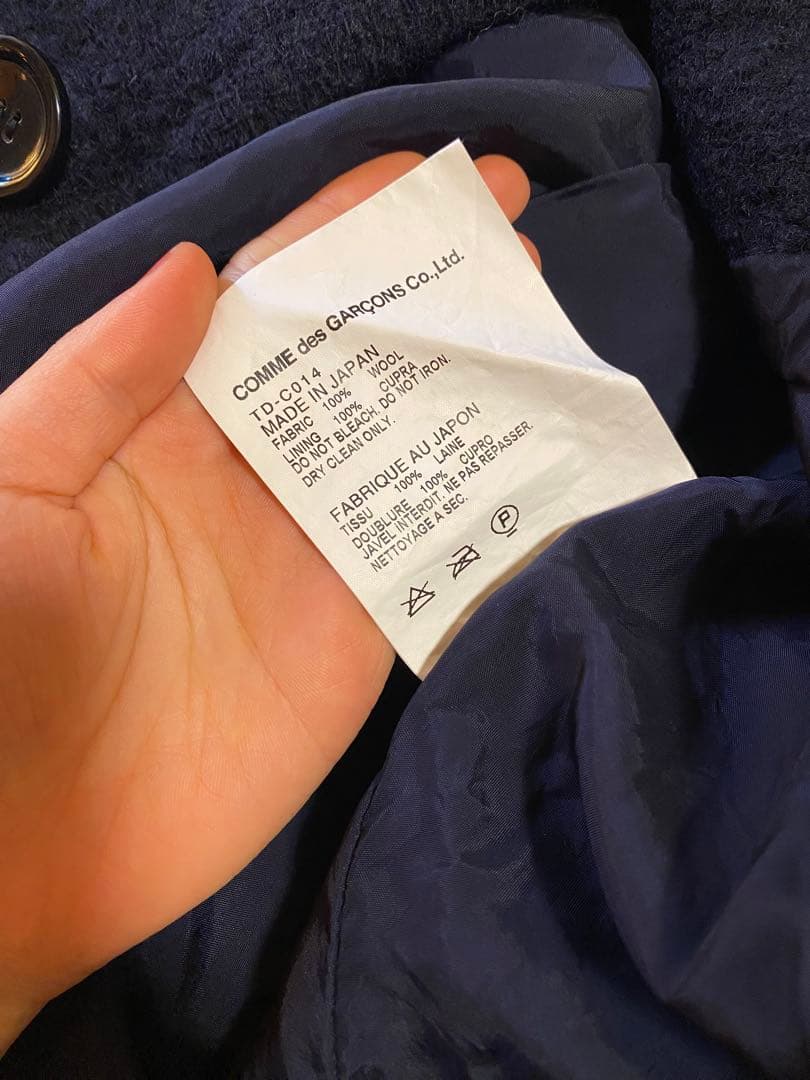 COMME des GARÇONS Co.,Ltd.
TD-C014
MADE IN JAPAN
FABRIC 100% WOOL
LINING 100% CUPRA
DO NOT BLEACH. DO NOT IRON.
DRY CLEAN ONLY.
FABRIQUE AU JAPON
TISSU 100% LAINE
DOUBLURE 100% CUPRO
JAVEL INTERDIT. NE PAS REPASSER.
NETTOYAGE A SEC.
P